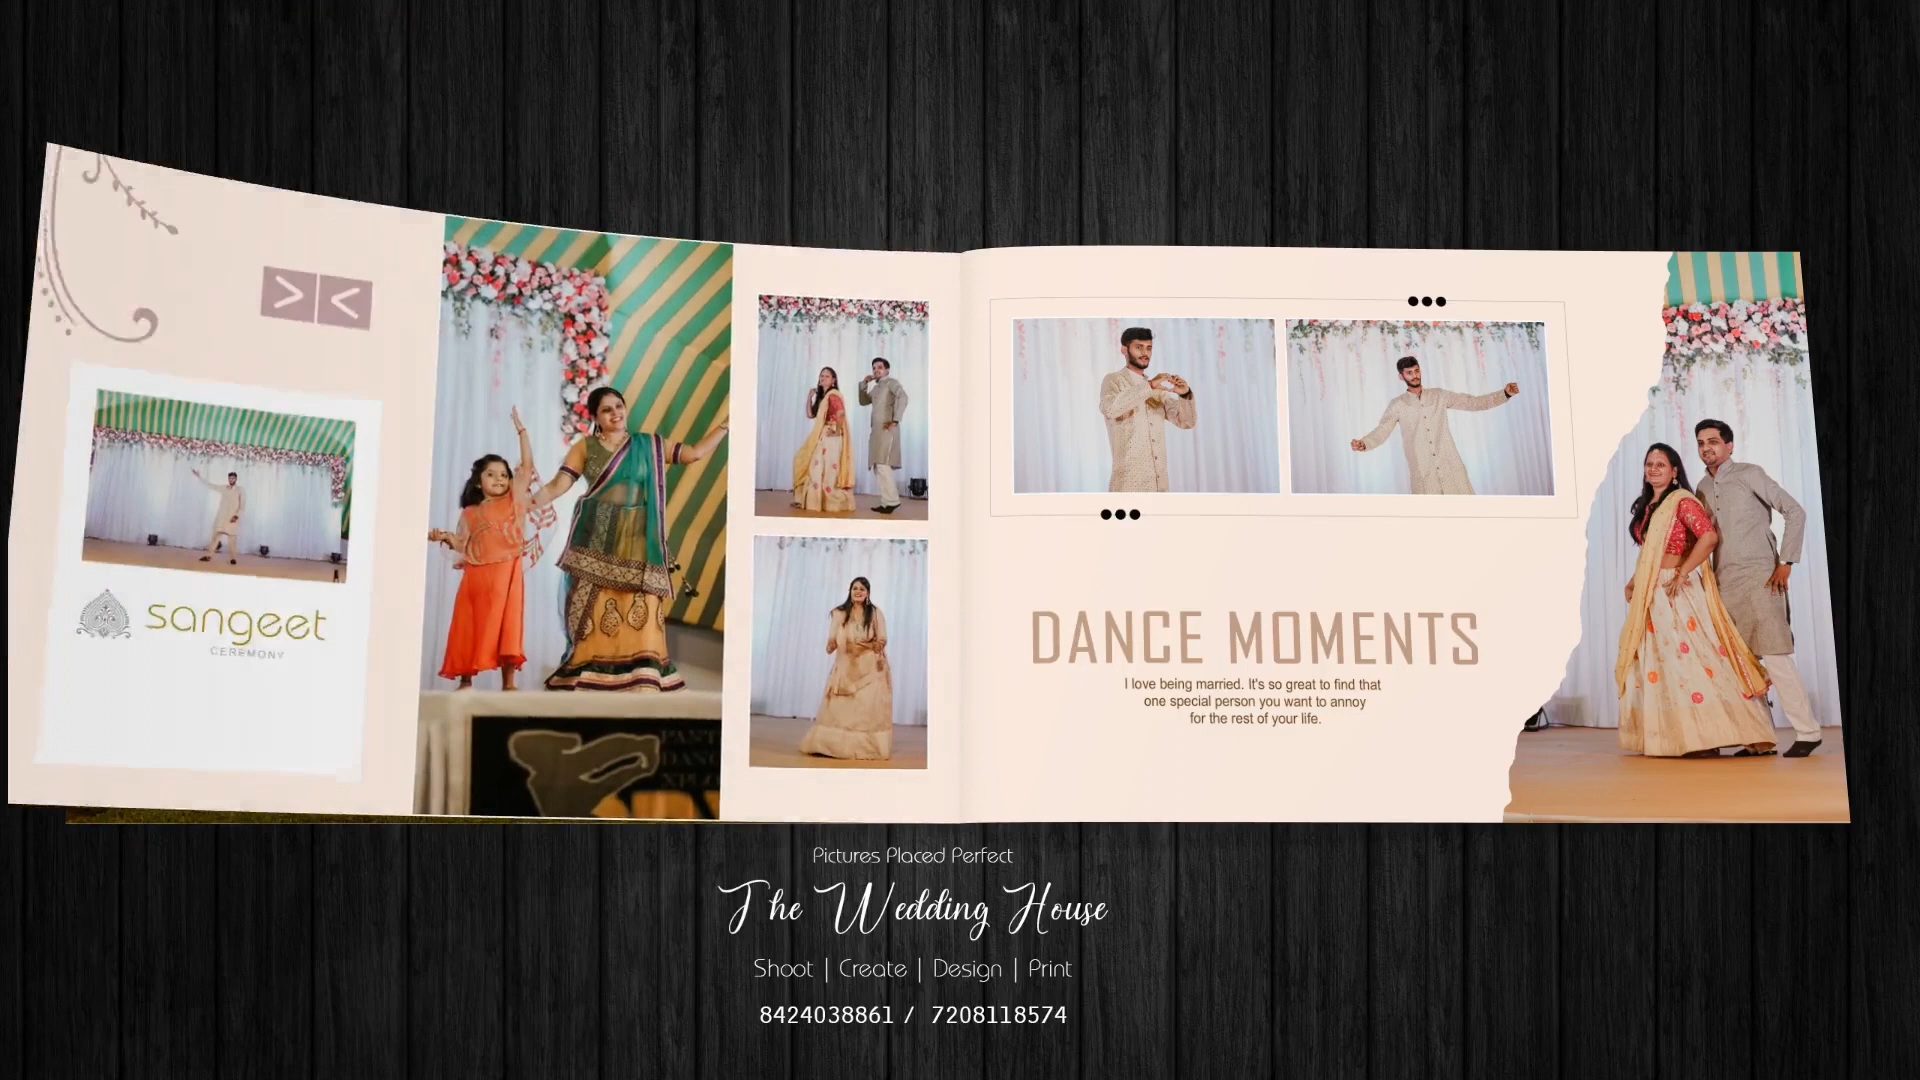 > <
sangeet
CEREMONY
DANCE MOMENTS
I love being married. It's so great to find that
one special person you want to annoy
for the rest of your life.
Pictures Placed Perfect
The Wedding House
Shoot | Create | Design | Print
8424038861 / 7208118574